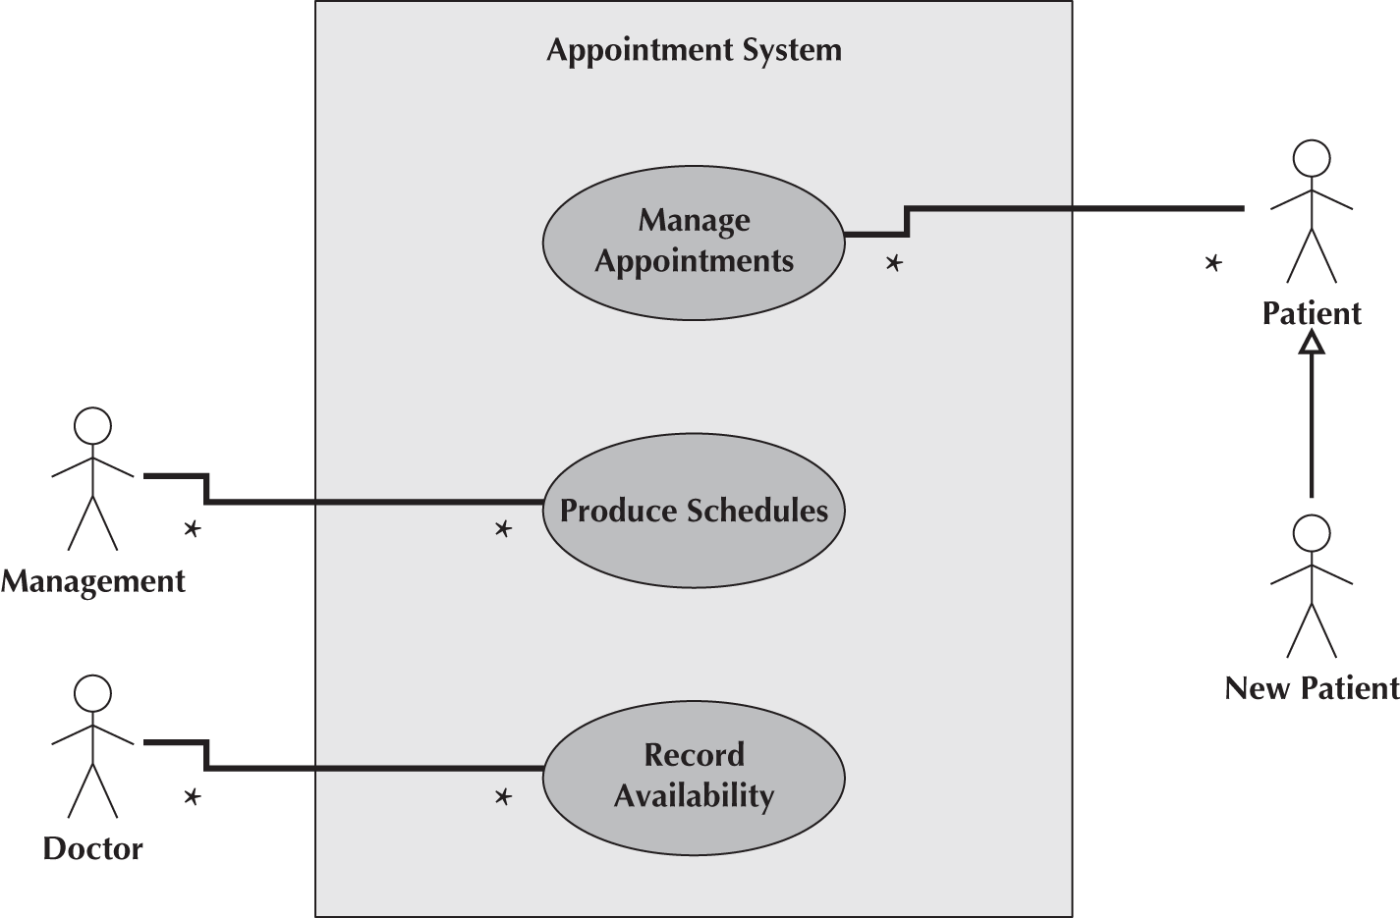 Appointment System
Manage
Appointments
*
*
Patient
Management
*
*
Produce Schedules
New Patient
Doctor
*
*
Record
Availability